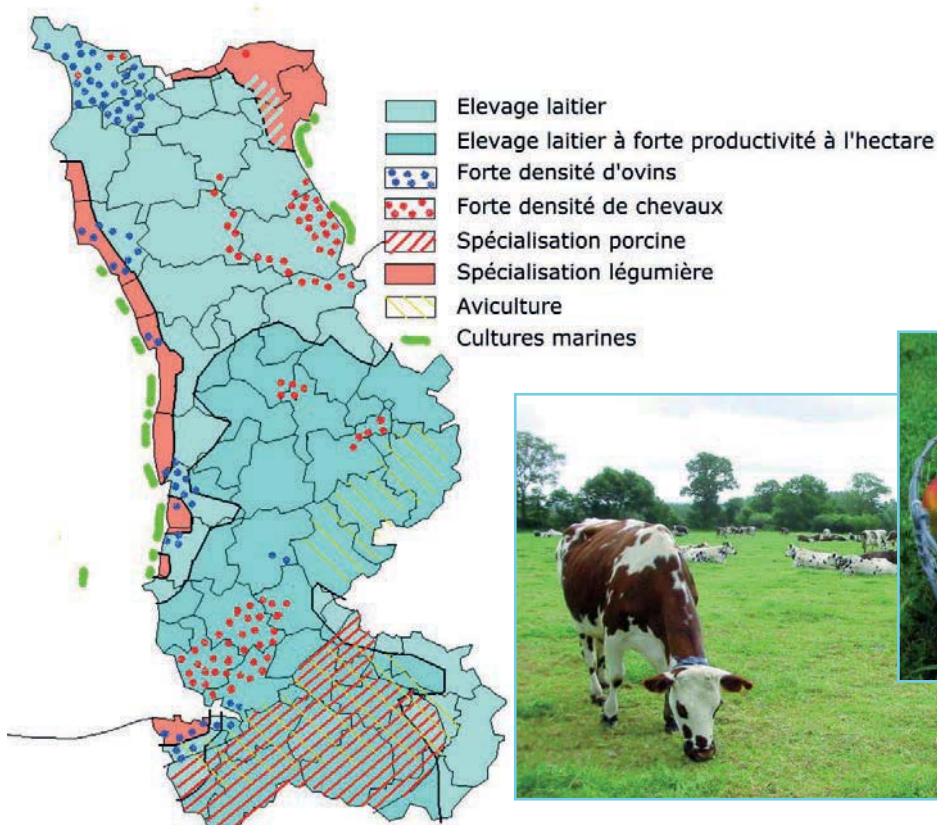 Elevage laitier
Elevage laitier à forte productivité à l'hectare
Forte densité d'ovins
Forte densité de chevaux
Spécialisation porcine
Spécialisation légumière
Aviculture
Cultures marines